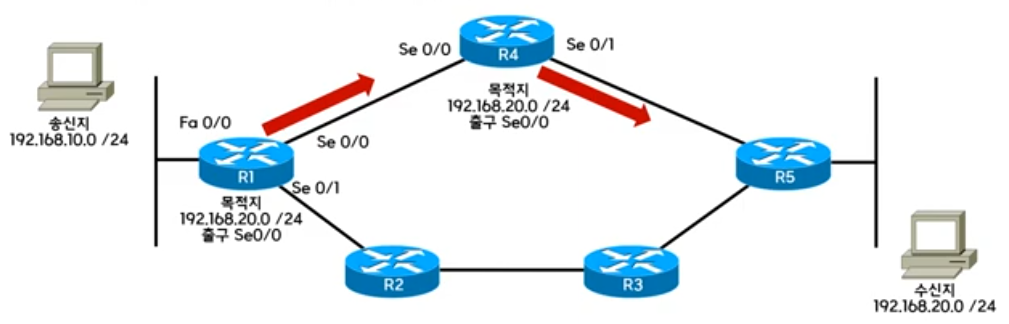 송신지
192.168.10.0 /24
Fa 0/0
R1
Se 0/0
Se 0/1
목적지
192.168.20.0 /24
출구 Se0/0
Se 0/0
R4
Se 0/1
목적지
192.168.20.0 /24
출구 Se0/0
R2
R3
R5
수신지
192.168.20.0 /24